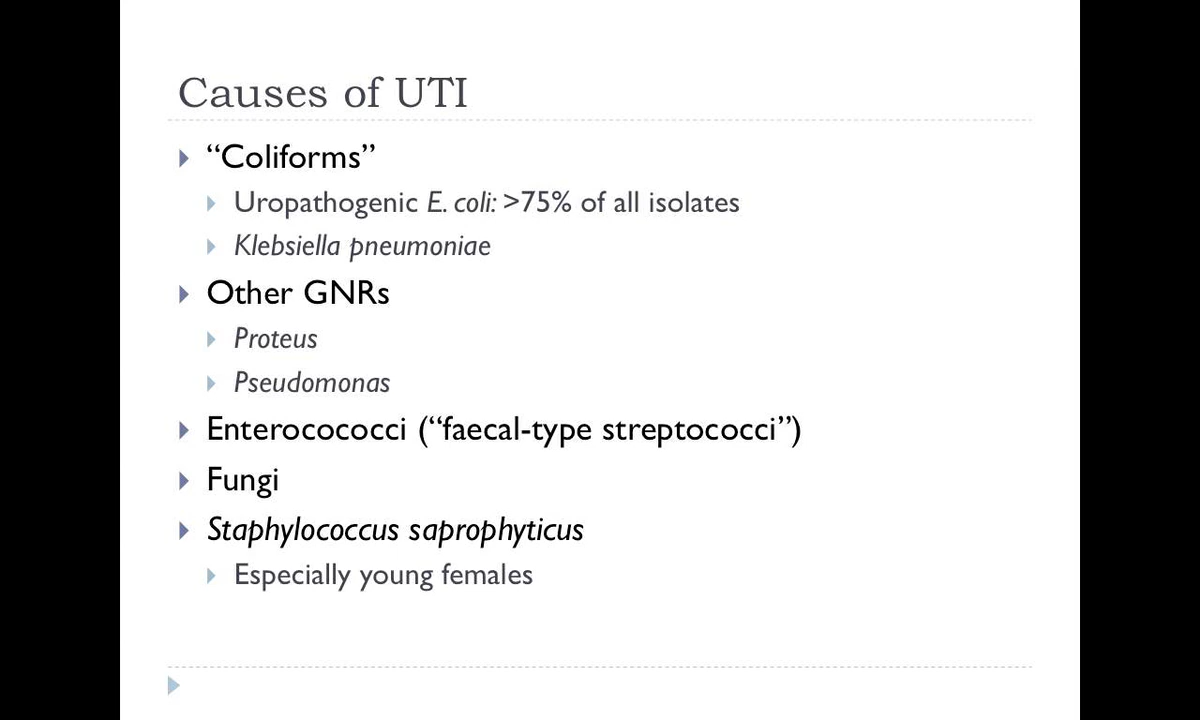 Causes of UTI
“Coliforms”
Uropathogenic E. coli: >75% of all isolates
Klebsiella pneumoniae
Other GNRs
Proteus
Pseudomonas
Enterococcci (“faecal-type streptococci”)
Fungi
Staphylococcus saprophyticus
Especially young females